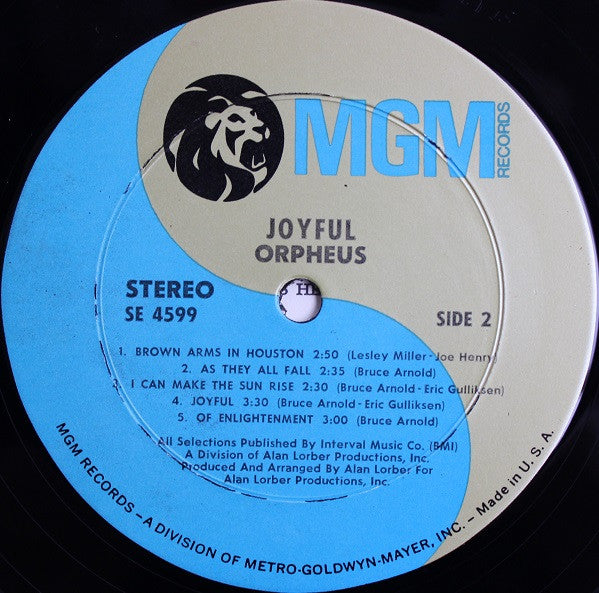 MGM
RECORDS
JOYFUL
ORPHEUS
STEREO
SE 4599
SIDE 2
1. BROWN ARMS IN HOUSTON 2:50 (Lesley Miller-Joe Henry)
2. AS THEY ALL FALL 2:35 (Bruce Arnold)
3. I CAN MAKE THE SUN RISE 2:30 (Bruce Arnold-Eric Gulliksen)
4. JOYFUL 3:30 (Bruce Arnold-Eric Gulliksen)
5. OF ENLIGHTENMENT 3:00 (Bruce Arnold)
All Selections Published By Interval Music Co. (BMI)
A Division of Alan Lorber Productions, Inc.
Produced And Arranged By Alan Lorber For
Alan Lorber Productions, Inc.
MGM RECORDS – A DIVISION OF METRO-GOLDWYN-MAYER, INC. – Made in U.S.A.